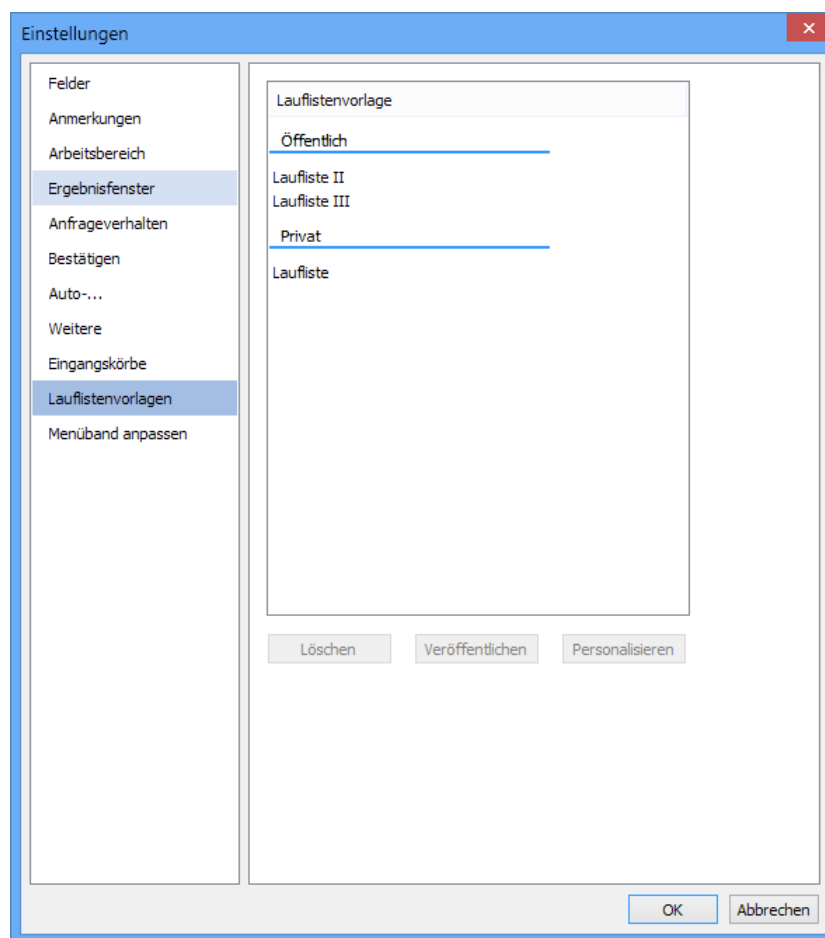 Einstellungen
Felder
Anmerkungen
Arbeitsbereich
Ergebnisfenster
Anfrageverhalten
Bestätigen
Auto-...
Weitere
Eingangskörbe
Lauflistenvorlagen
Menüband anpassen
Lauflistenvorlage
Öffentlich
Laufliste II
Laufliste III
Privat
Laufliste
Löschen Veröffentlichen Personalisieren
OK Abbrechen